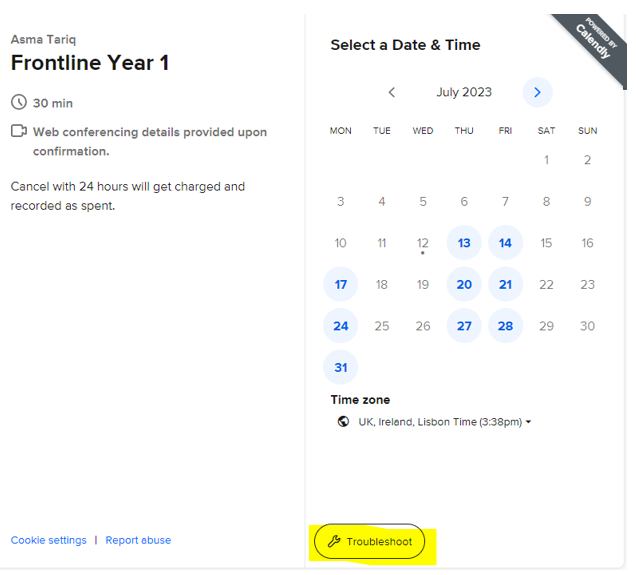 Asma Tariq
Frontline Year 1
30 min
Web conferencing details provided upon
confirmation.
Cancel with 24 hours will get charged and
recorded as spent.
Cookie settings | Report abuse
POWERED BY
Calendly
Select a Date & Time
July 2023
MON TUE WED THU FRI SAT SUN
1 2
3 4 5 6 7 8 9
10 11 12 13 14 15 16
17 18 19 20 21 22 23
24 25 26 27 28 29 30
31
Time zone
UK, Ireland, Lisbon Time (3:38pm)
Troubleshoot